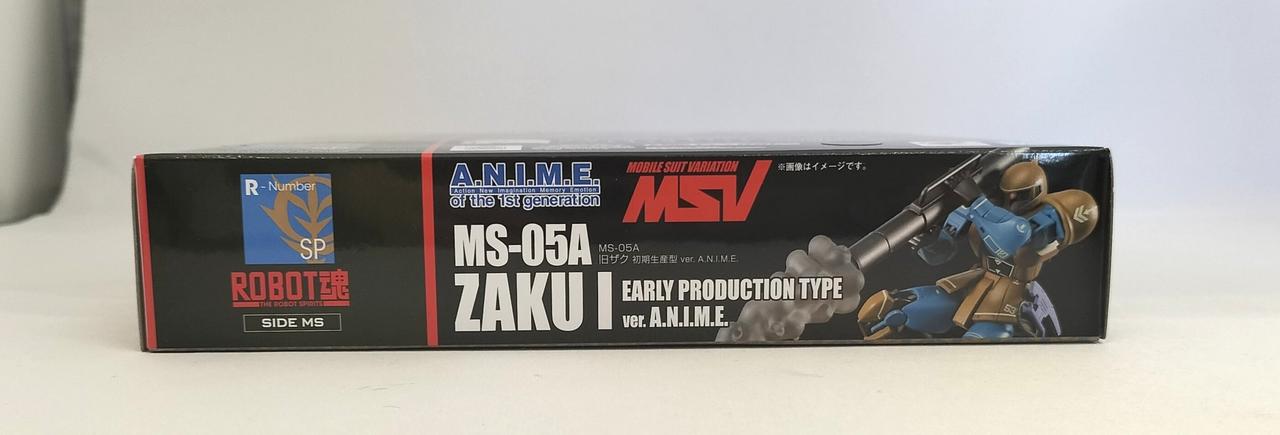 R - Number
SP
ROBOT魂
THE ROBOT SPIRITS
SIDE MS
A.N.I.M.E.
Action New Imagination Memory Emotion
of the 1st generation
MOBILE SUIT VARIATION
MSV
※画像はイメージです。
MS-05A
ZAKU I
MS-05A
旧ザク 初期生産型 ver. A.N.I.M.E.
EARLY PRODUCTION TYPE
ver. A.N.I.M.E.